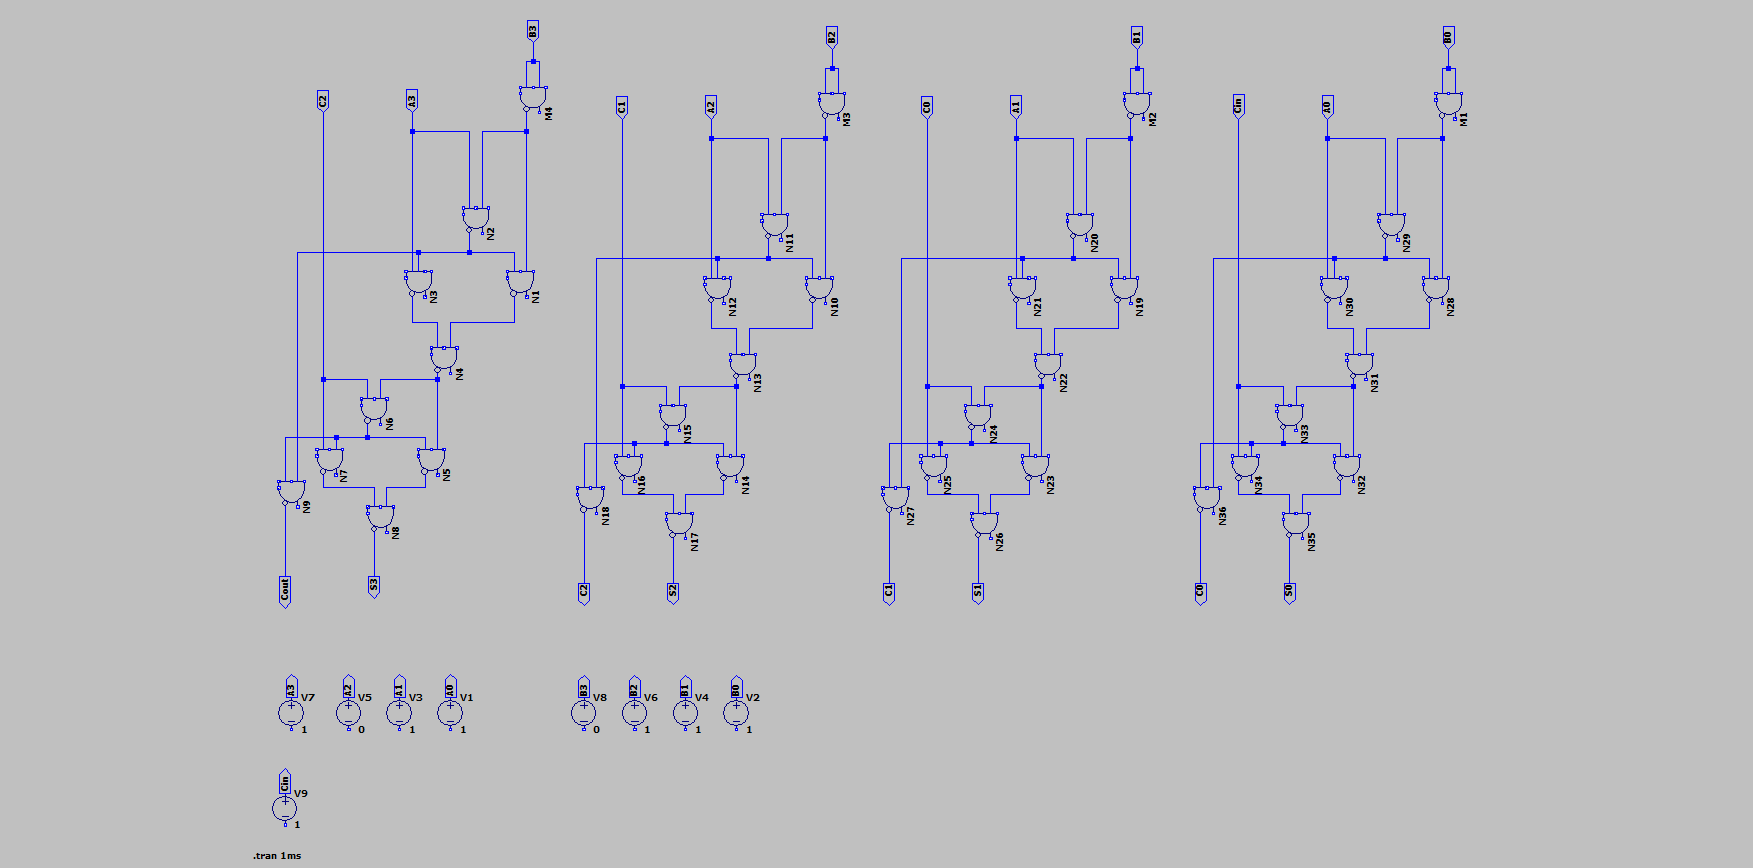 B3
B2
B1
B0
C2
A3
M4
C1
A2
M3
C0
A1
M2
Cin
A0
M1
N2
N11
N20
N29
N3
N1
N12
N10
N21
N19
N30
N28
N4
N13
N22
N31
N6
N15
N24
N33
N7
N5
N16
N14
N25
N23
N34
N32
N9
N8
N18
N17
N27
N26
N36
N35
Cout
S3
C2
S2
C1
S1
C0
S0
A3 V7
A2 V5
A1 V3
A0 V1
B3 V8
B2 V6
B1 V4
B0 V2
1
0
1
1
0
1
1
1
Cin V9
1
.tran 1ms